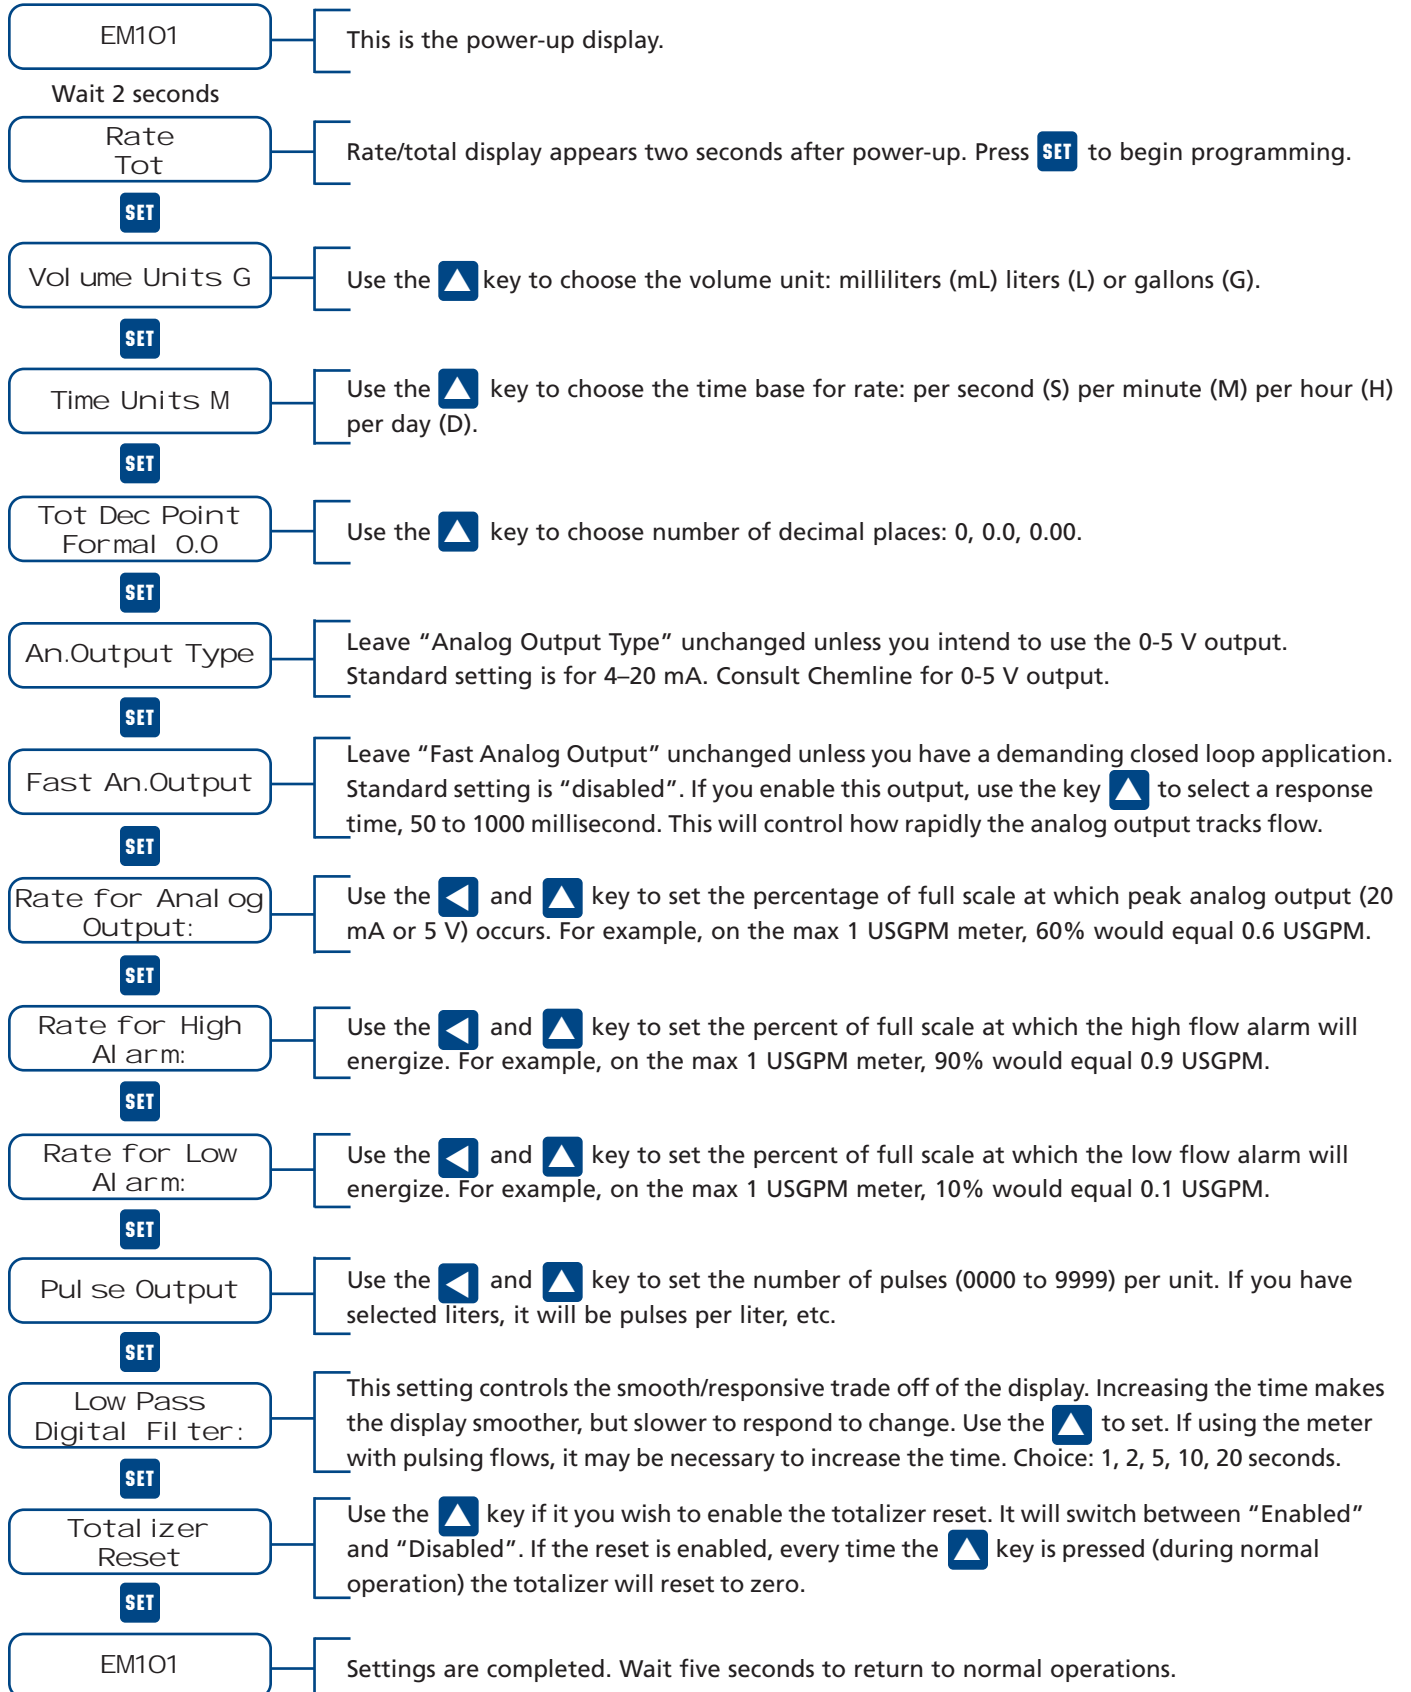 EM101
This is the power-up display.
Wait 2 seconds
Rate
Tot
Rate/total display appears two seconds after power-up. Press SET to begin programming.
SET
Volume Units G
Use the key to choose the volume unit: milliliters (mL) liters (L) or gallons (G).
SET
Time Units M
Use the key to choose the time base for rate: per second (S) per minute (M) per hour (H)
per day (D).
SET
Tot Dec Point
Formal 0.0
Use the key to choose number of decimal places: 0, 0.0, 0.00.
SET
An.Output Type
Leave “Analog Output Type” unchanged unless you intend to use the 0-5 V output.
Standard setting is for 4–20 mA. Consult Chemline for 0-5 V output.
SET
Fast An.Output
Leave “Fast Analog Output” unchanged unless you have a demanding closed loop application.
Standard setting is “disabled”. If you enable this output, use the key to select a response
time, 50 to 1000 millisecond. This will control how rapidly the analog output tracks flow.
SET
Rate for Analog
Output:
Use the and key to set the percentage of full scale at which peak analog output (20
mA or 5 V) occurs. For example, on the max 1 USGPM meter, 60% would equal 0.6 USGPM.
SET
Rate for High
Alarm:
Use the and key to set the percent of full scale at which the high flow alarm will
energize. For example, on the max 1 USGPM meter, 90% would equal 0.9 USGPM.
SET
Rate for Low
Alarm:
Use the and key to set the percent of full scale at which the low flow alarm will
energize. For example, on the max 1 USGPM meter, 10% would equal 0.1 USGPM.
SET
Pulse Output
Use the and key to set the number of pulses (0000 to 9999) per unit. If you have
selected liters, it will be pulses per liter, etc.
SET
Low Pass
Digital Filter:
This setting controls the smooth/responsive trade off of the display. Increasing the time makes
the display smoother, but slower to respond to change. Use the to set. If using the meter
with pulsing flows, it may be necessary to increase the time. Choice: 1, 2, 5, 10, 20 seconds.
SET
Totalizer
Reset
Use the key if it you wish to enable the totalizer reset. It will switch between “Enabled”
and “Disabled”. If the reset is enabled, every time the key is pressed (during normal
operation) the totalizer will reset to zero.
SET
EM101
Settings are completed. Wait five seconds to return to normal operations.